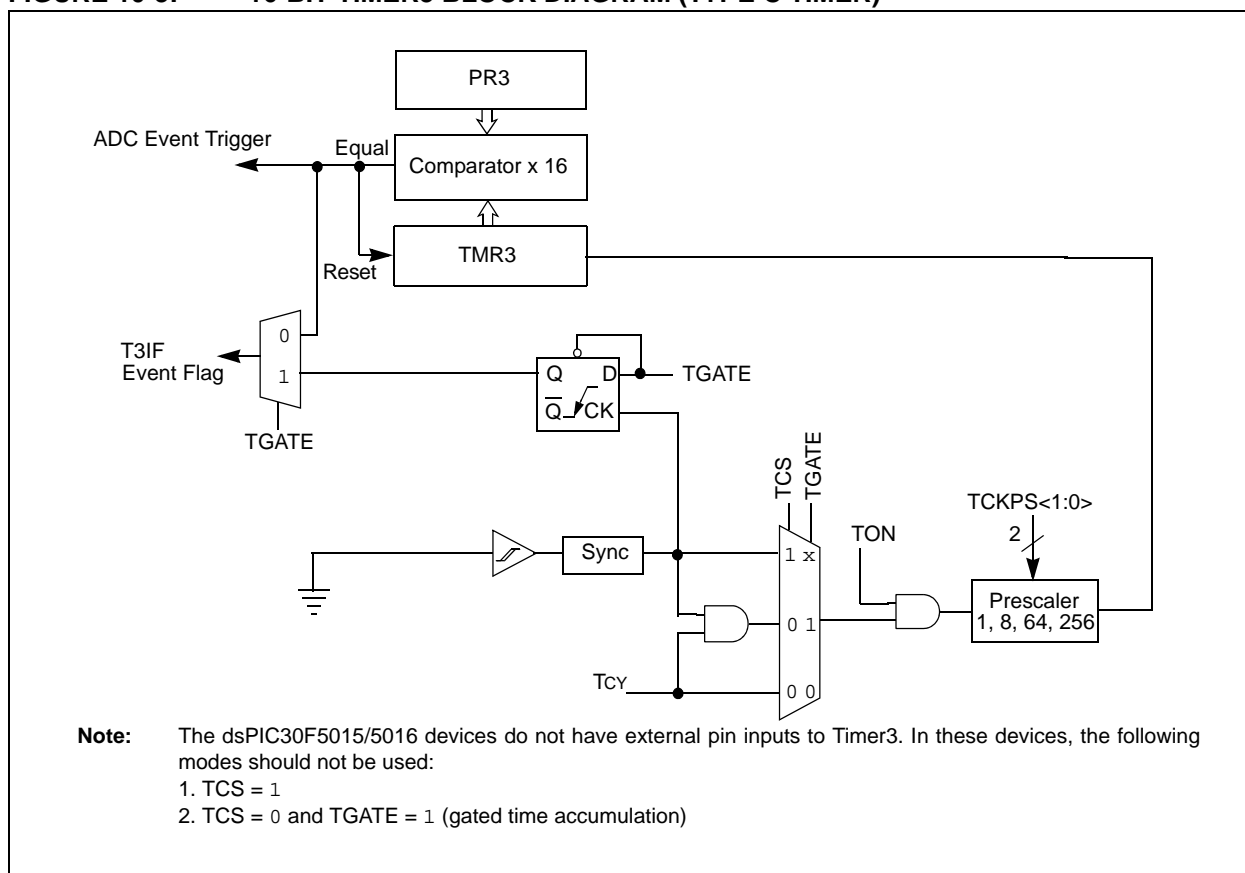 PR3
ADC Event Trigger
Equal
Comparator x 16
TMR3
Reset
0
T3IF
Event Flag
1
TGATE
Q D
Q CK
TGATE
TCS
TGATE
TCKPS<1:0>
2
TON
Sync
1 x
Prescaler
1, 8, 64, 256
0 1
TCY
0 0
Note: The dsPIC30F5015/5016 devices do not have external pin inputs to Timer3. In these devices, the following
modes should not be used:
1. TCS = 1
2. TCS = 0 and TGATE = 1 (gated time accumulation)